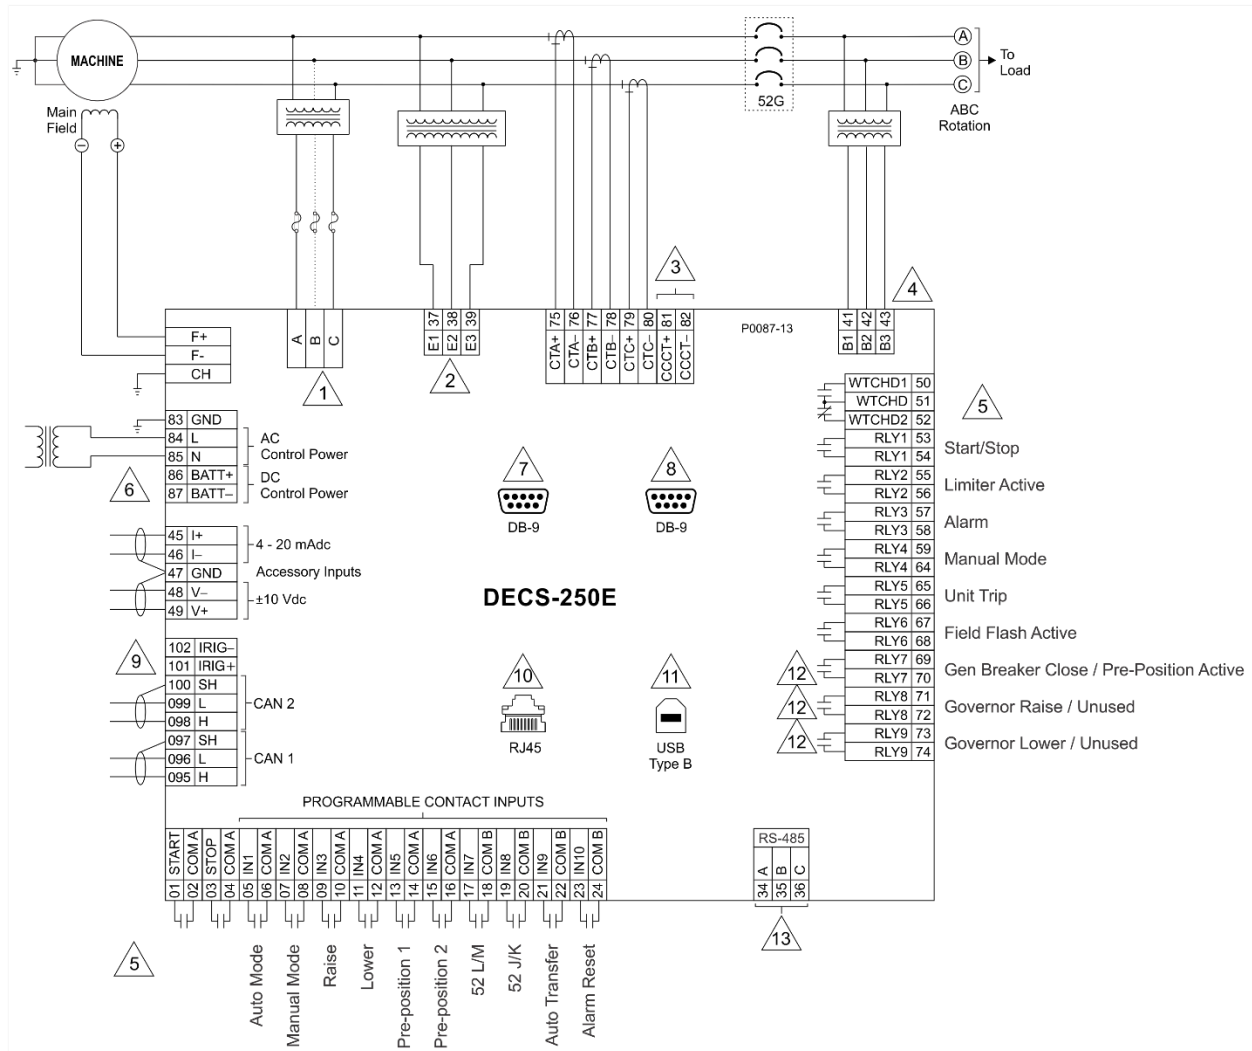 MACHINE
Main
Field
−
+
52G
A
B
C
To
Load
ABC
Rotation
3
4
P0087-13
F+
F-
CH
A
B
C
1
E1 37
E2 38
E3 39
2
CTA+ 75
CTA− 76
CTB+ 77
CTB− 78
CTC+ 79
CTC− 80
CCCT+ 81
CCCT− 82
B1 41
B2 42
B3 43
83 GND
84 L
85 N
AC
Control Power
86 BATT+
87 BATT−
DC
Control Power
6
45 I+
46 I−
4 - 20 mAdc
47 GND
Accessory Inputs
48 V−
49 V+
±10 Vdc
102 IRIG−
101 IRIG+
9
100 SH
099 L
098 H
CAN 2
097 SH
096 L
095 H
CAN 1
7
DB-9
8
DB-9
DECS-250E
10
RJ45
11
USB
Type B
WTCHD1 50
WTCHD 51
WTCHD2 52
5
RLY1 53
RLY1 54
Start/Stop
RLY2 55
RLY2 56
Limiter Active
RLY3 57
RLY3 58
Alarm
RLY4 59
RLY4 64
Manual Mode
RLY5 65
RLY5 66
Unit Trip
RLY6 67
RLY6 68
Field Flash Active
12
RLY7 69
RLY7 70
Gen Breaker Close / Pre-Position Active
12
RLY8 71
RLY8 72
Governor Raise / Unused
12
RLY9 73
RLY9 74
Governor Lower / Unused
PROGRAMMABLE CONTACT INPUTS
01 START
02 COM A
03 STOP
04 COM A
05 IN1
06 COM A
07 IN2
08 COM A
09 IN3
10 COM A
11 IN4
12 COM A
13 IN5
14 COM A
15 IN6
16 COM A
17 IN7
18 COM B
19 IN8
20 COM B
21 IN9
22 COM B
23 IN10
24 COM B
5
Auto Mode
Manual Mode
Raise
Lower
Pre-position 1
Pre-position 2
52 L/M
52 J/K
Auto Transfer
Alarm Reset
RS-485
34 A
35 B
36 C
13